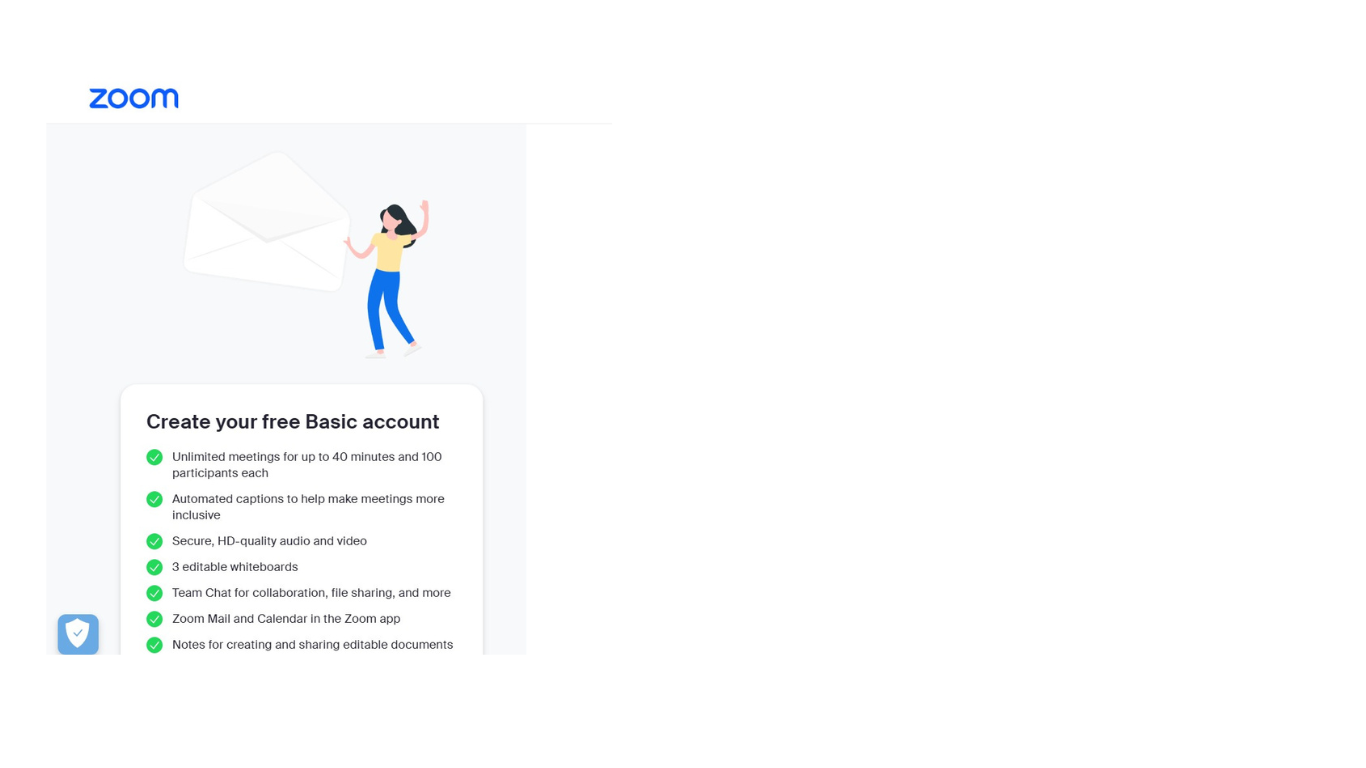 zoom
Create your free Basic account
Unlimited meetings for up to 40 minutes and 100
participants each
Automated captions to help make meetings more
inclusive
Secure, HD-quality audio and video
3 editable whiteboards
Team Chat for collaboration, file sharing, and more
Zoom Mail and Calendar in the Zoom app
Notes for creating and sharing editable documents